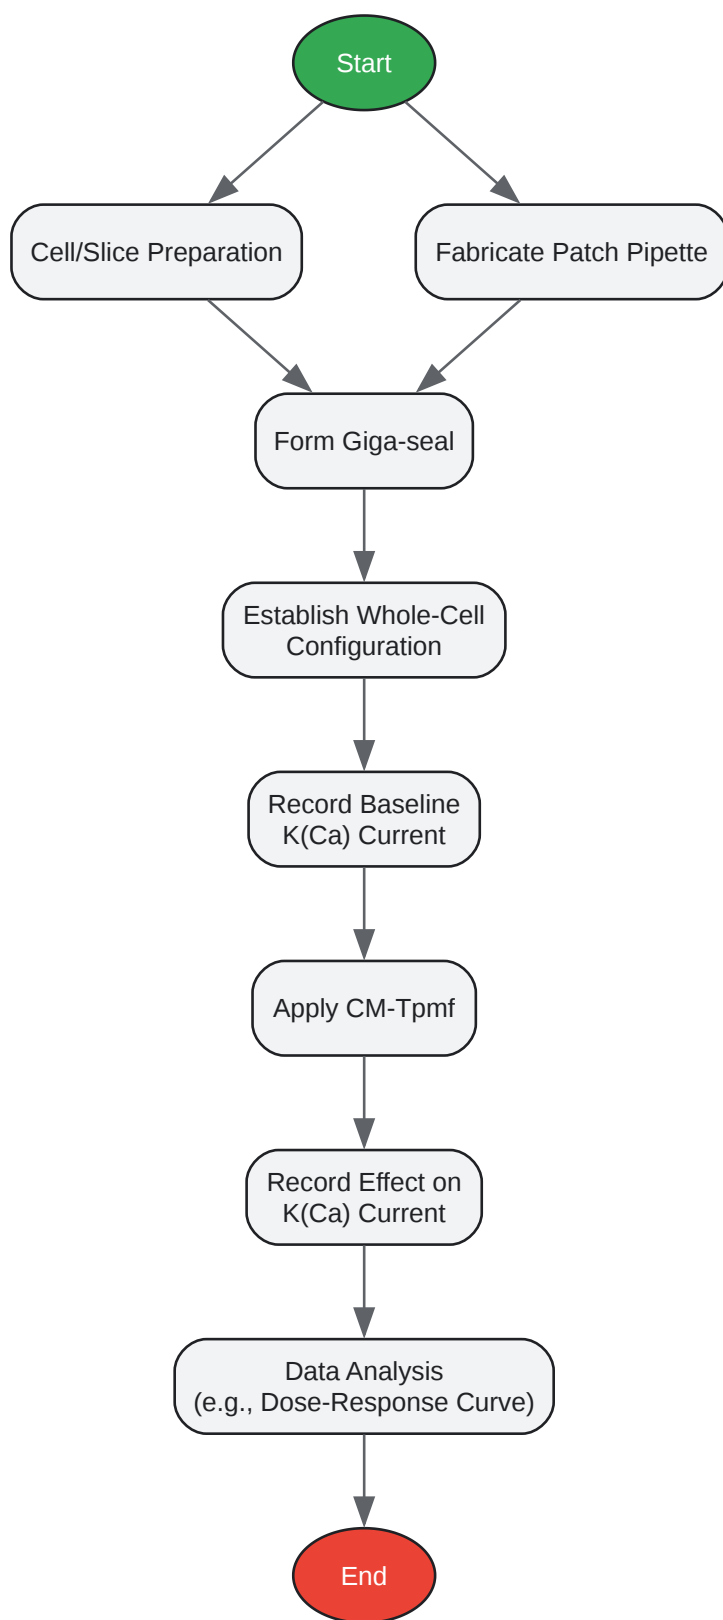 Start
Cell/Slice Preparation
Fabricate Patch Pipette
Form Giga-seal
Establish Whole-Cell
Configuration
Record Baseline
K(Ca) Current
Apply CM-Tpmf
Record Effect on
K(Ca) Current
Data Analysis
(e.g., Dose-Response Curve)
End